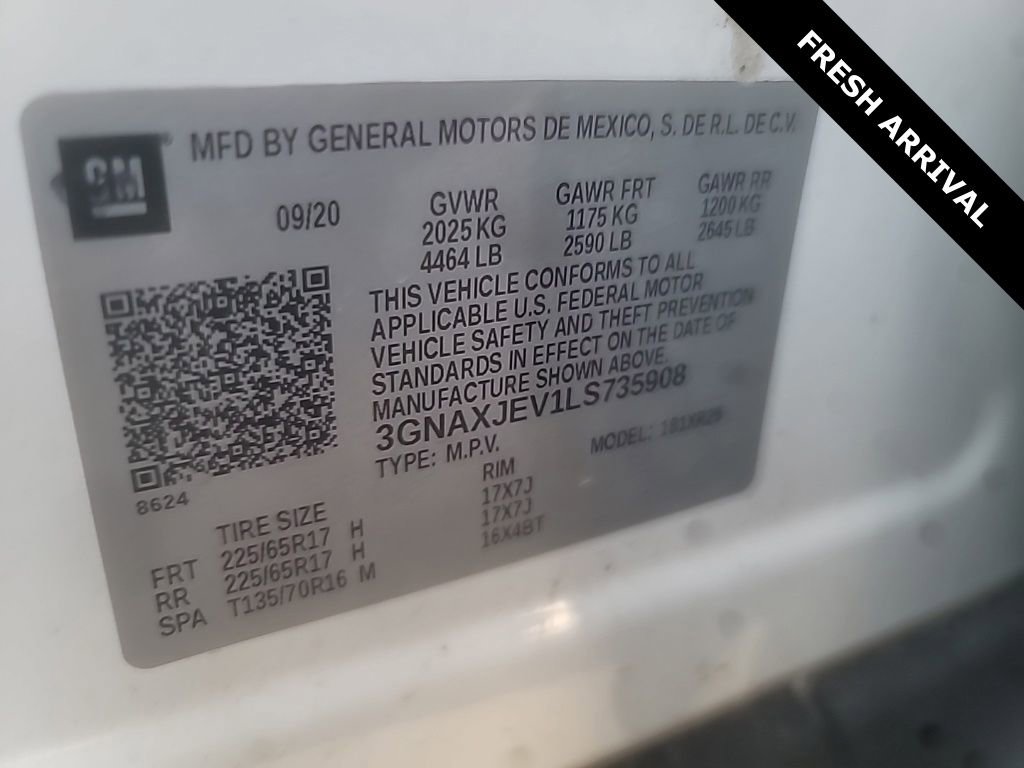 FRESH ARRIVAL
GM
MFD BY GENERAL MOTORS DE MEXICO, S. DE R.L. DE C.V.
09/20
GVWR
2025 KG
4464 LB
GAWR FRT
1175 KG
2590 LB
GAWR RR
1200 KG
2645 LB
THIS VEHICLE CONFORMS TO ALL
APPLICABLE U.S. FEDERAL MOTOR
VEHICLE SAFETY AND THEFT PREVENTION
STANDARDS IN EFFECT ON THE DATE OF
MANUFACTURE SHOWN ABOVE.
3GNAXJEV1LS735908
TYPE: M.P.V. MODEL:
8624
TIRE SIZE RIM
FRT 225/65R17 H 17X7J
RR 225/65R17 H 17X7J
SPA T135/70R16 M 16X4BT